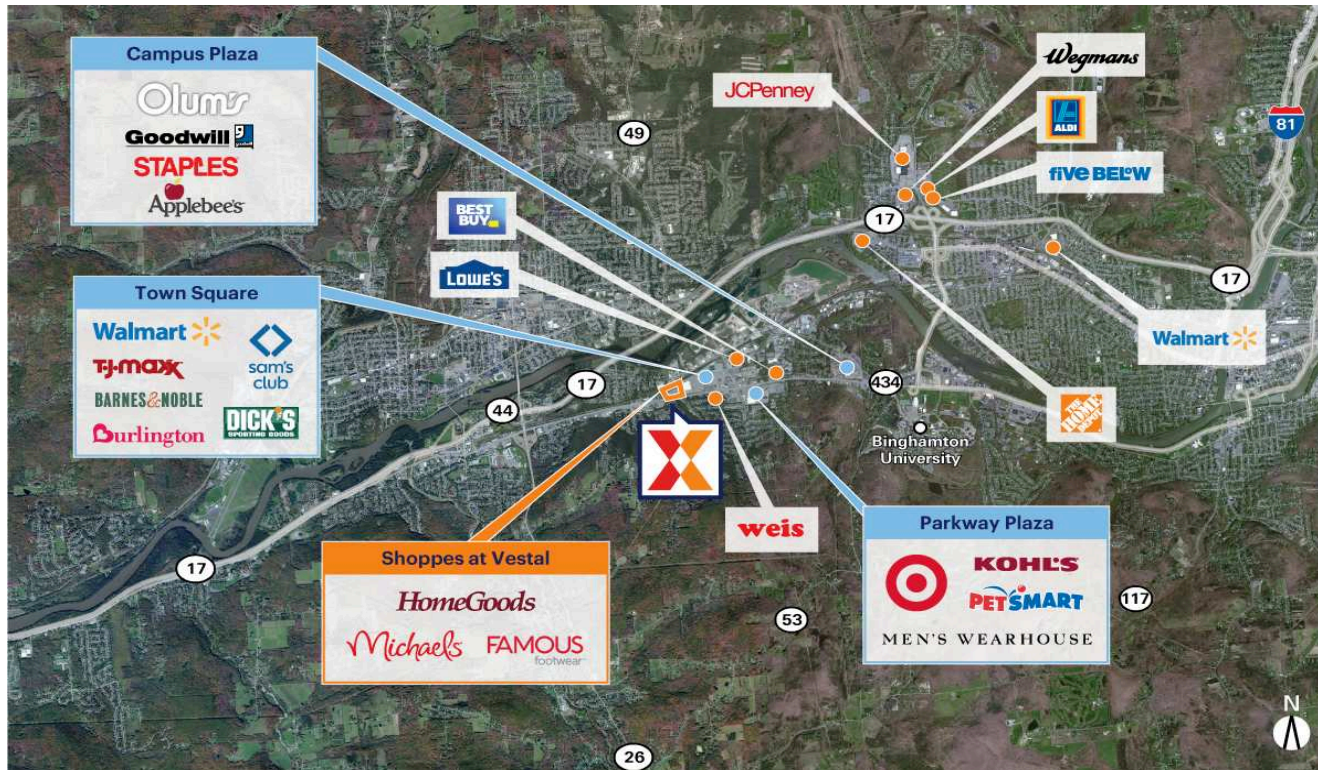 Campus Plaza
Olum's
Goodwill
STAPLES
Applebee's
49
JCPenney
Wegmans
ALDI
five BEL°W
81
BEST BUY
LOWE'S
17
17
Town Square
Walmart
T·J·maxx
sam's club
BARNES&NOBLE
Burlington
DICK'S
SPORTING GOODS
Walmart
17
44
434
THE HOME DEPOT
Binghamton
University
weis
Shoppes at Vestal
HomeGoods
Michaels
FAMOUS
footwear
Parkway Plaza
KOHL'S
PETSMART
MEN'S WEARHOUSE
17
53
117
26
N